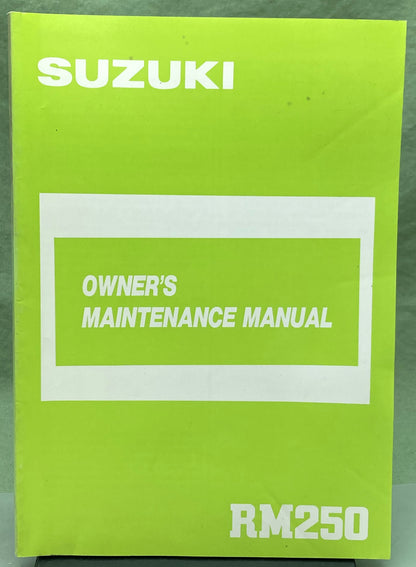 SUZUKI
OWNER'S
MAINTENANCE MANUAL
RM250